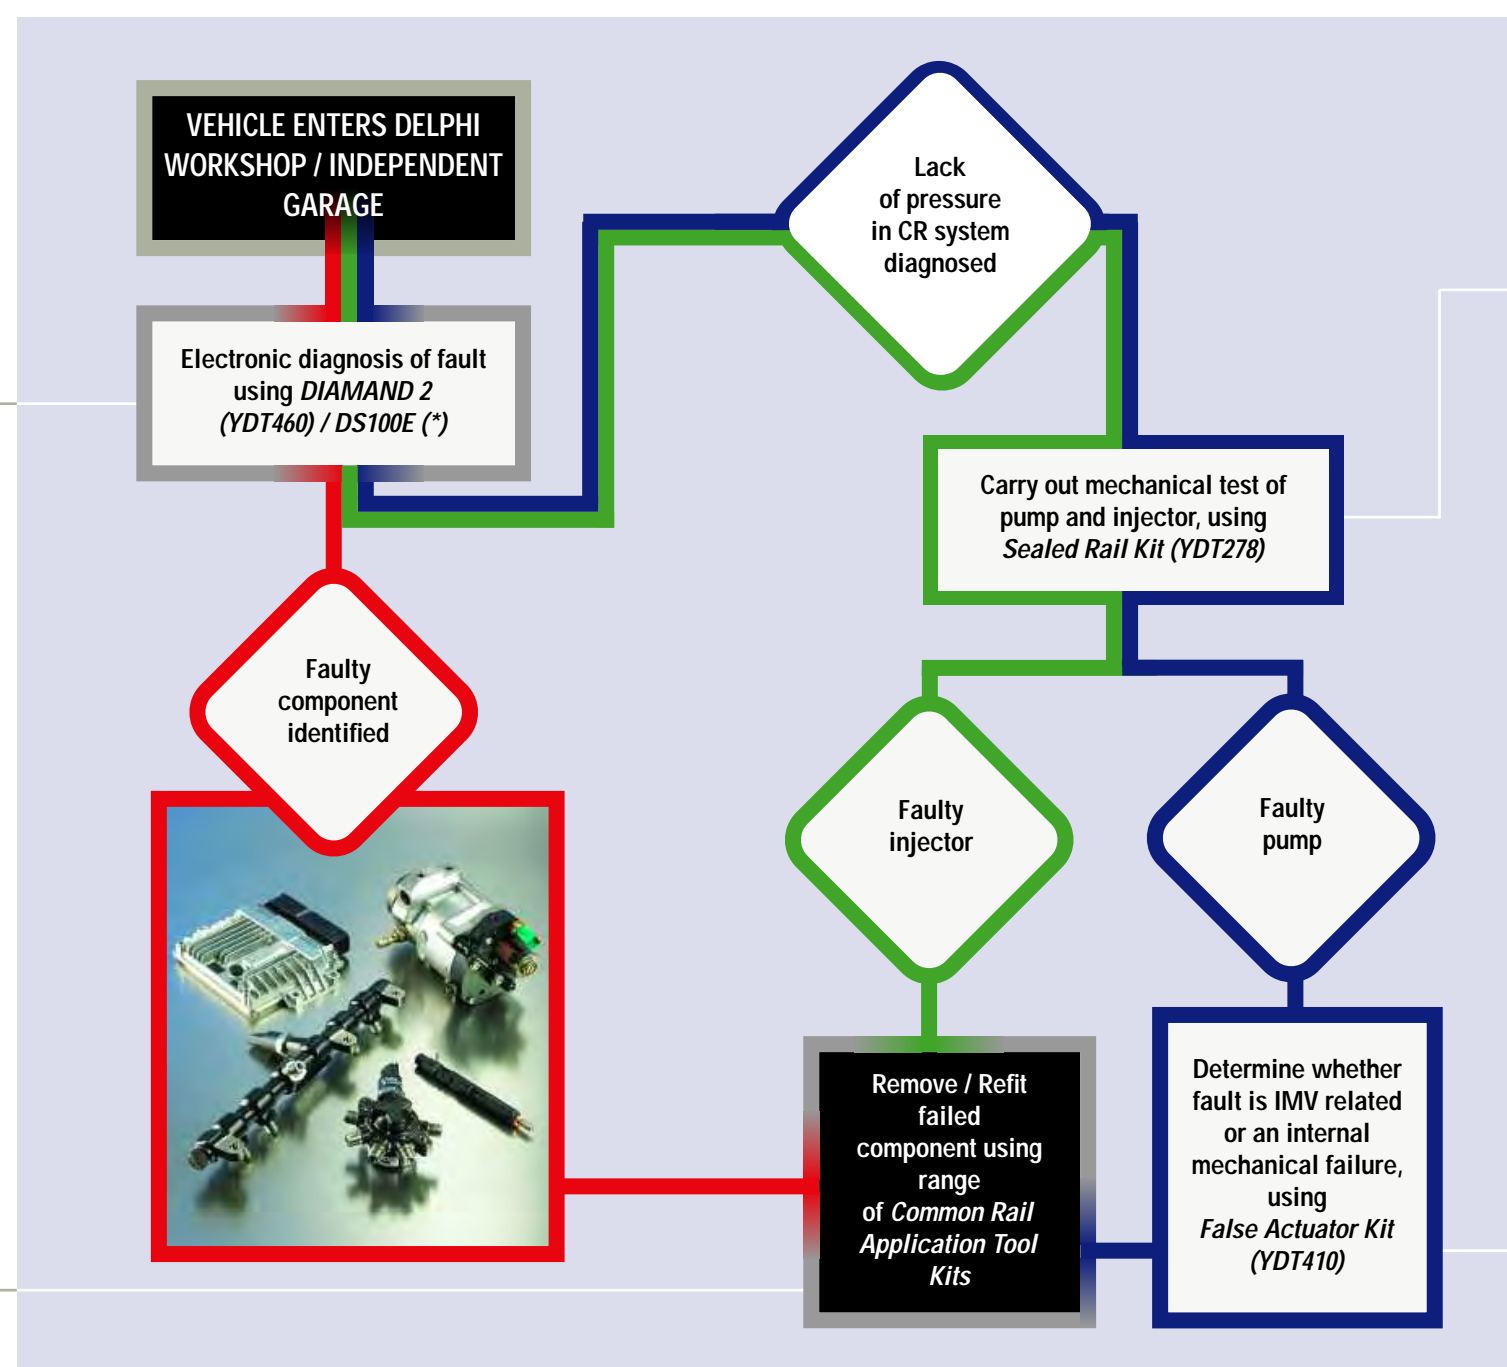 VEHICLE ENTERS DELPHI
WORKSHOP / INDEPENDENT
GARAGE
Electronic diagnosis of fault
using DIAMAND 2
(YDT460) / DS100E (*)
Lack
of pressure
in CR system
diagnosed
Carry out mechanical test of
pump and injector, using
Sealed Rail Kit (YDT278)
Faulty
component
identified
Faulty
injector
Faulty
pump
Remove / Refit
failed
component using
range
of Common Rail
Application Tool
Kits
Determine whether
fault is IMV related
or an internal
mechanical failure,
using
False Actuator Kit
(YDT410)